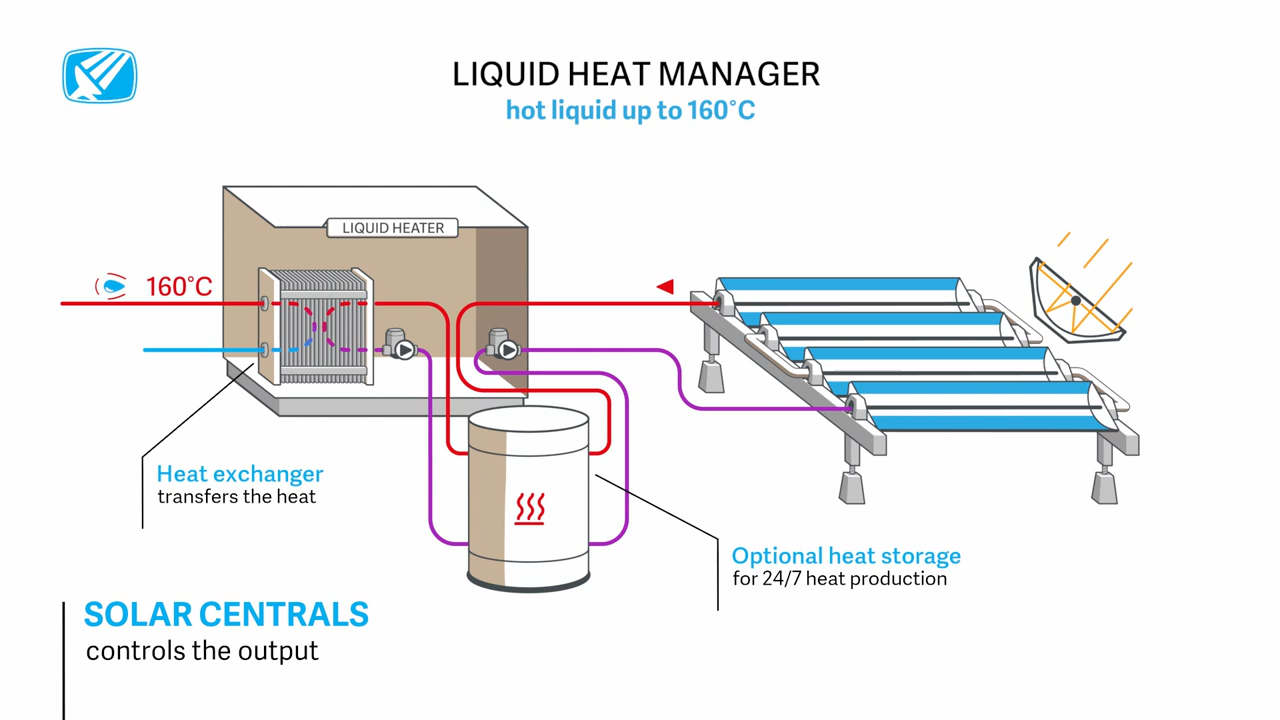 LIQUID HEAT MANAGER
hot liquid up to 160°C
LIQUID HEATER
160°C
Heat exchanger
transfers the heat
Optional heat storage
for 24/7 heat production
SOLAR CENTRALS
controls the output